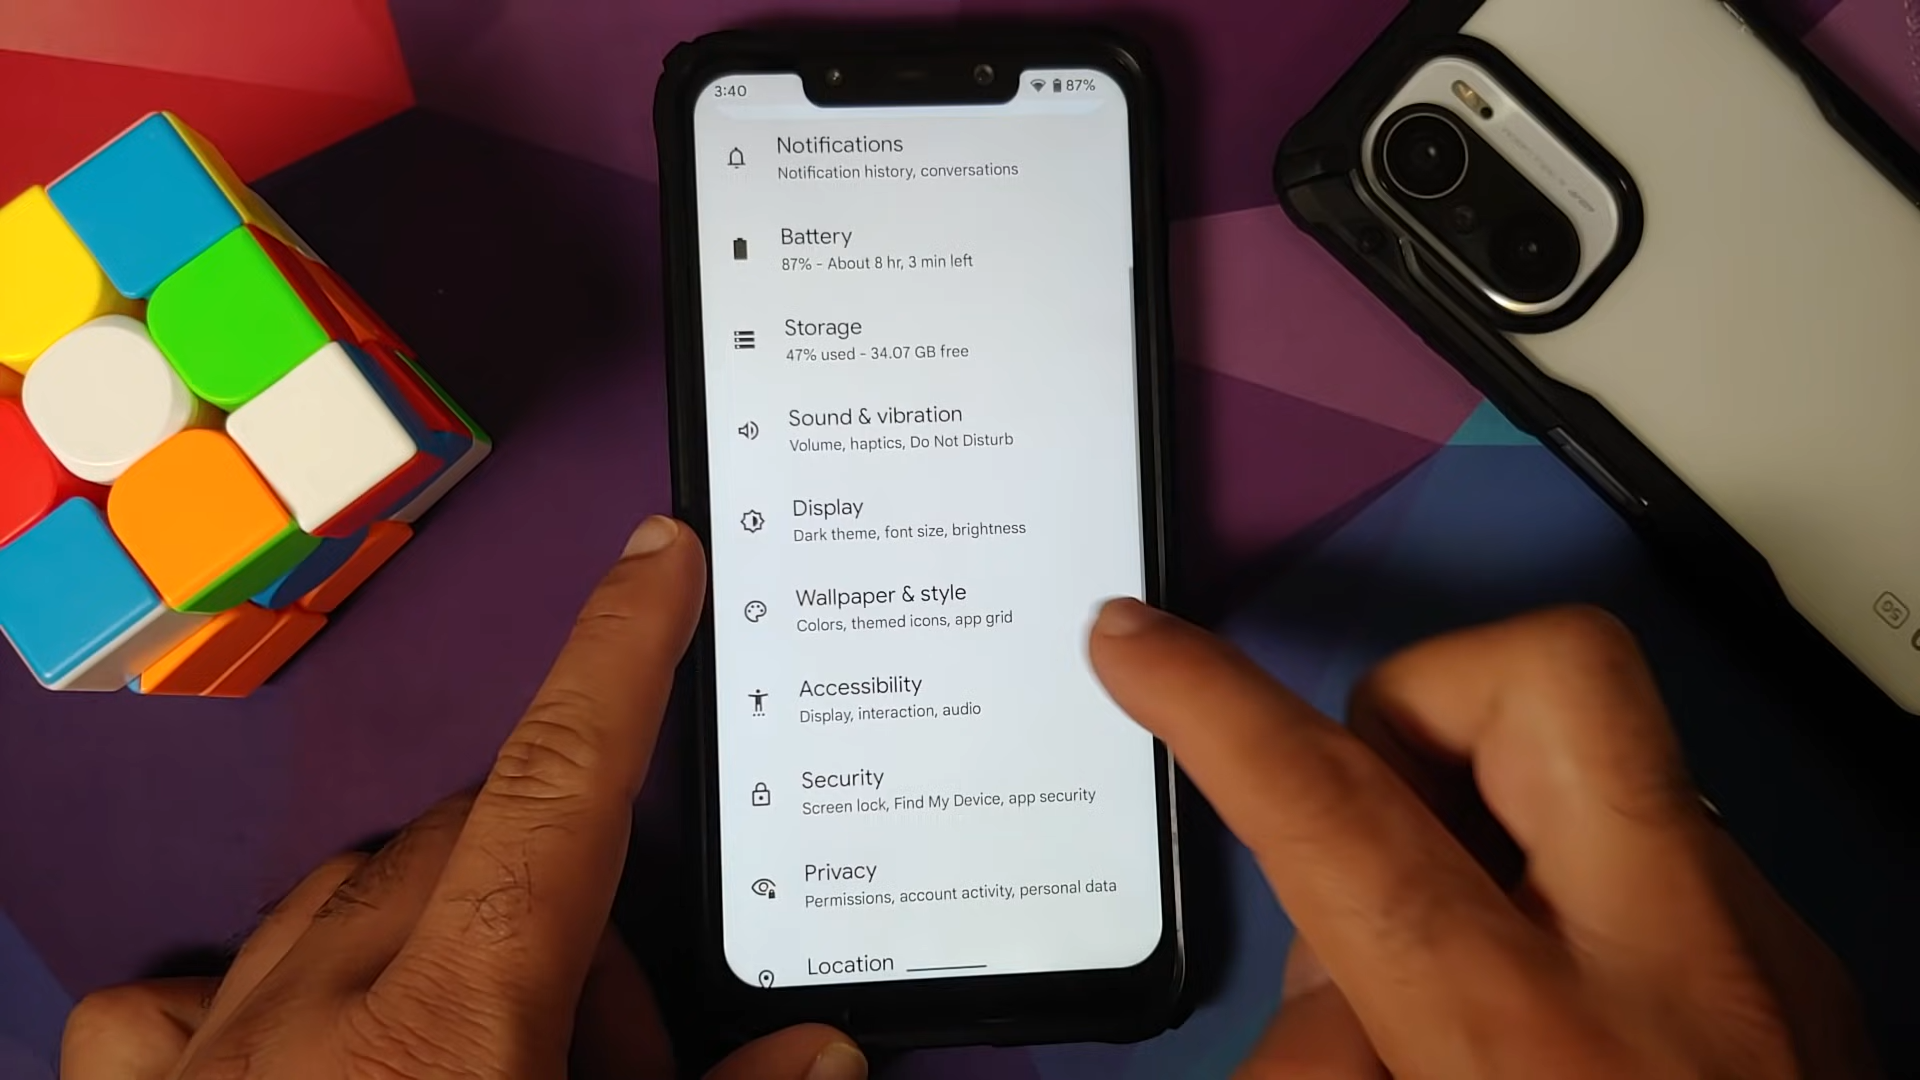 3:40
87%
Notifications
Notification history, conversations
Battery
87% - About 8 hr, 3 min left
Storage
47% used - 34.07 GB free
Sound & vibration
Volume, haptics, Do Not Disturb
Display
Dark theme, font size, brightness
Wallpaper & style
Colors, themed icons, app grid
Accessibility
Display, interaction, audio
Security
Screen lock, Find My Device, app security
Privacy
Permissions, account activity, personal data
Location
5G